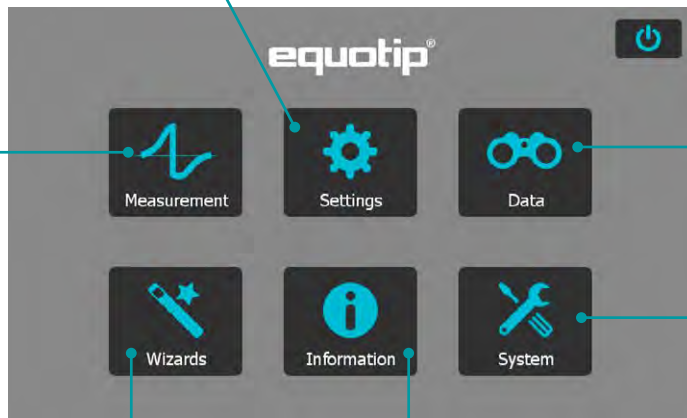 equotip®
Measurement
Settings
Data
Wizards
Information
System